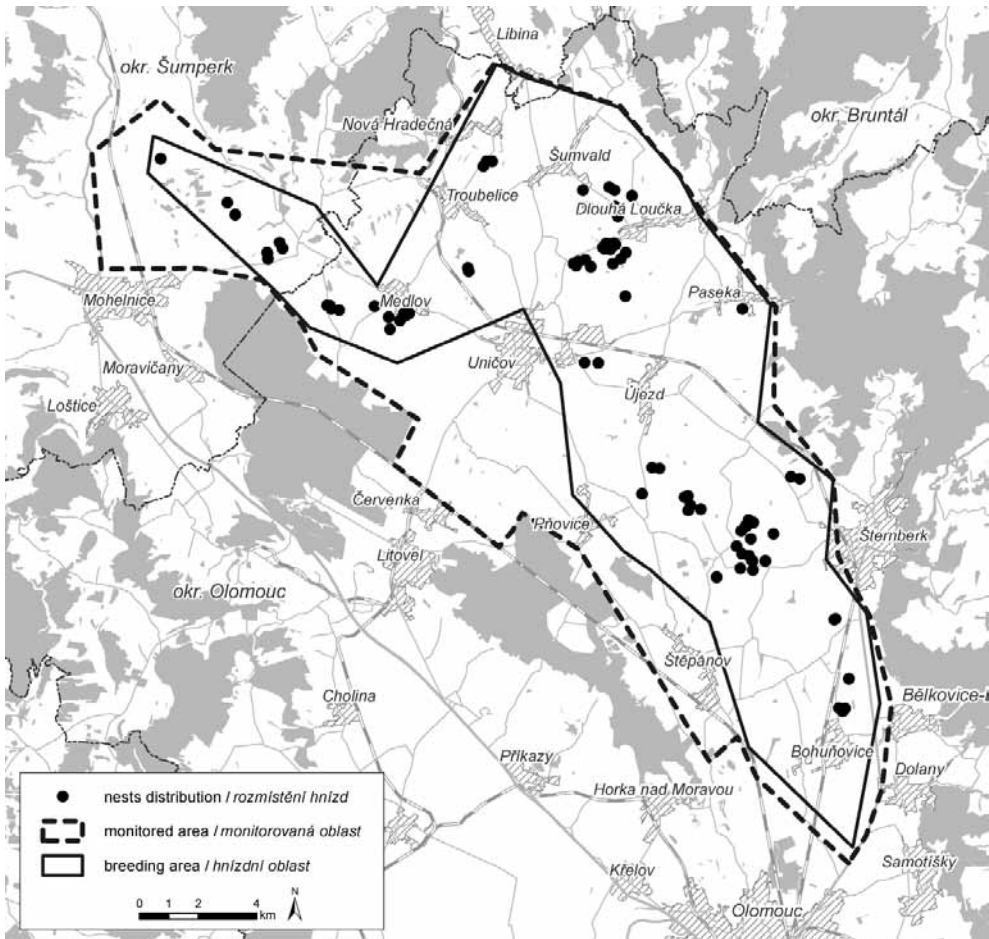 Libina
okr. Šumperk
okr. Bruntál
Nová Hradečná
Šumvald
Troubelice
Dlouhá Loučka
Mohelnice
Medlov
Paseka
Uničov
Moravičany
Újezd
Loštice
Červenka
Pňovice
Šternberk
Litovel
okr. Olomouc
Štěpánov
Cholina
Bělkovice-
Bohuňovice
Příkazy
Dolany
Horka nad Moravou
Křelov
Samotíšky
Olomouc
nests distribution / rozmístění hnízd
monitored area / monitorovaná oblast
breeding area / hnízdní oblast
0 1 2 4
km
N